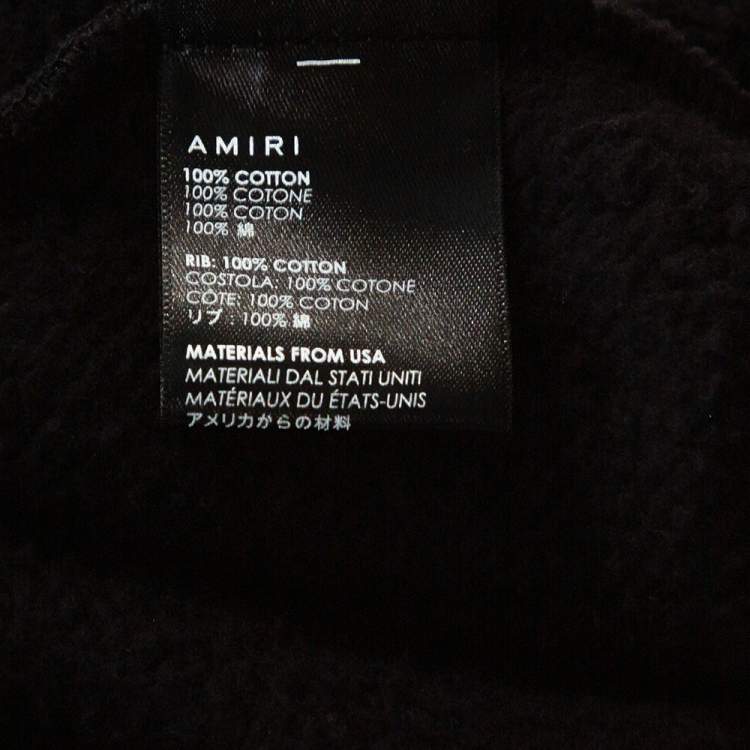 AMIRI
100% COTTON
100% COTONE
100% COTON
100% 綿
RIB: 100% COTTON
COSTOLA: 100% COTONE
CÔTE: 100% COTON
リブ : 100% 綿
MATERIALS FROM USA
MATERIALI DAL STATI UNITI
MATÉRIAUX DU ÉTATS-UNIS
アメリカからの材料